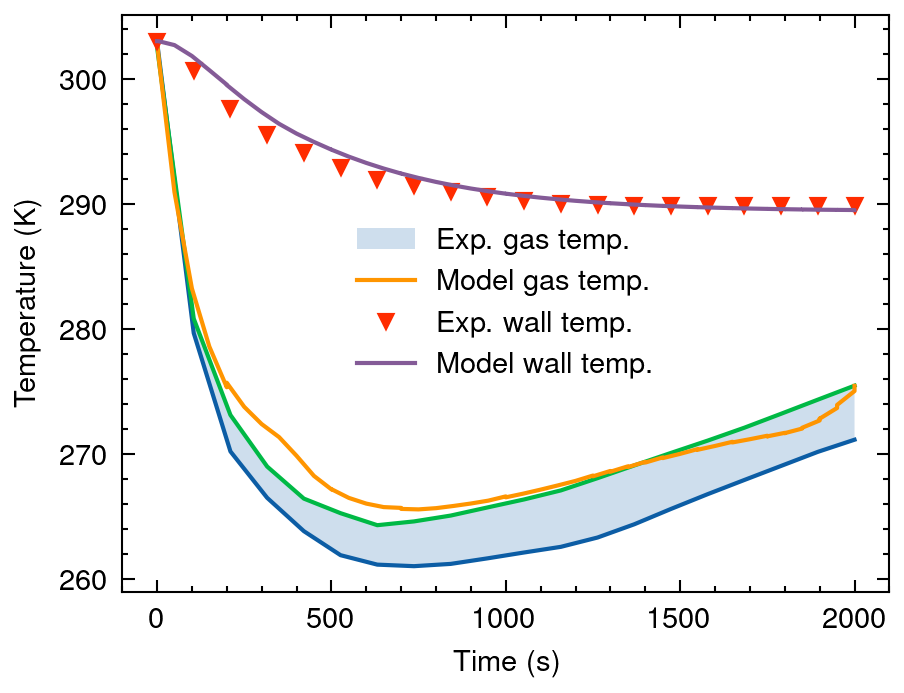 300
290
280
270
260
Temperature (K)
Exp. gas temp.
Model gas temp.
Exp. wall temp.
Model wall temp.
0 500 1000 1500 2000
Time (s)